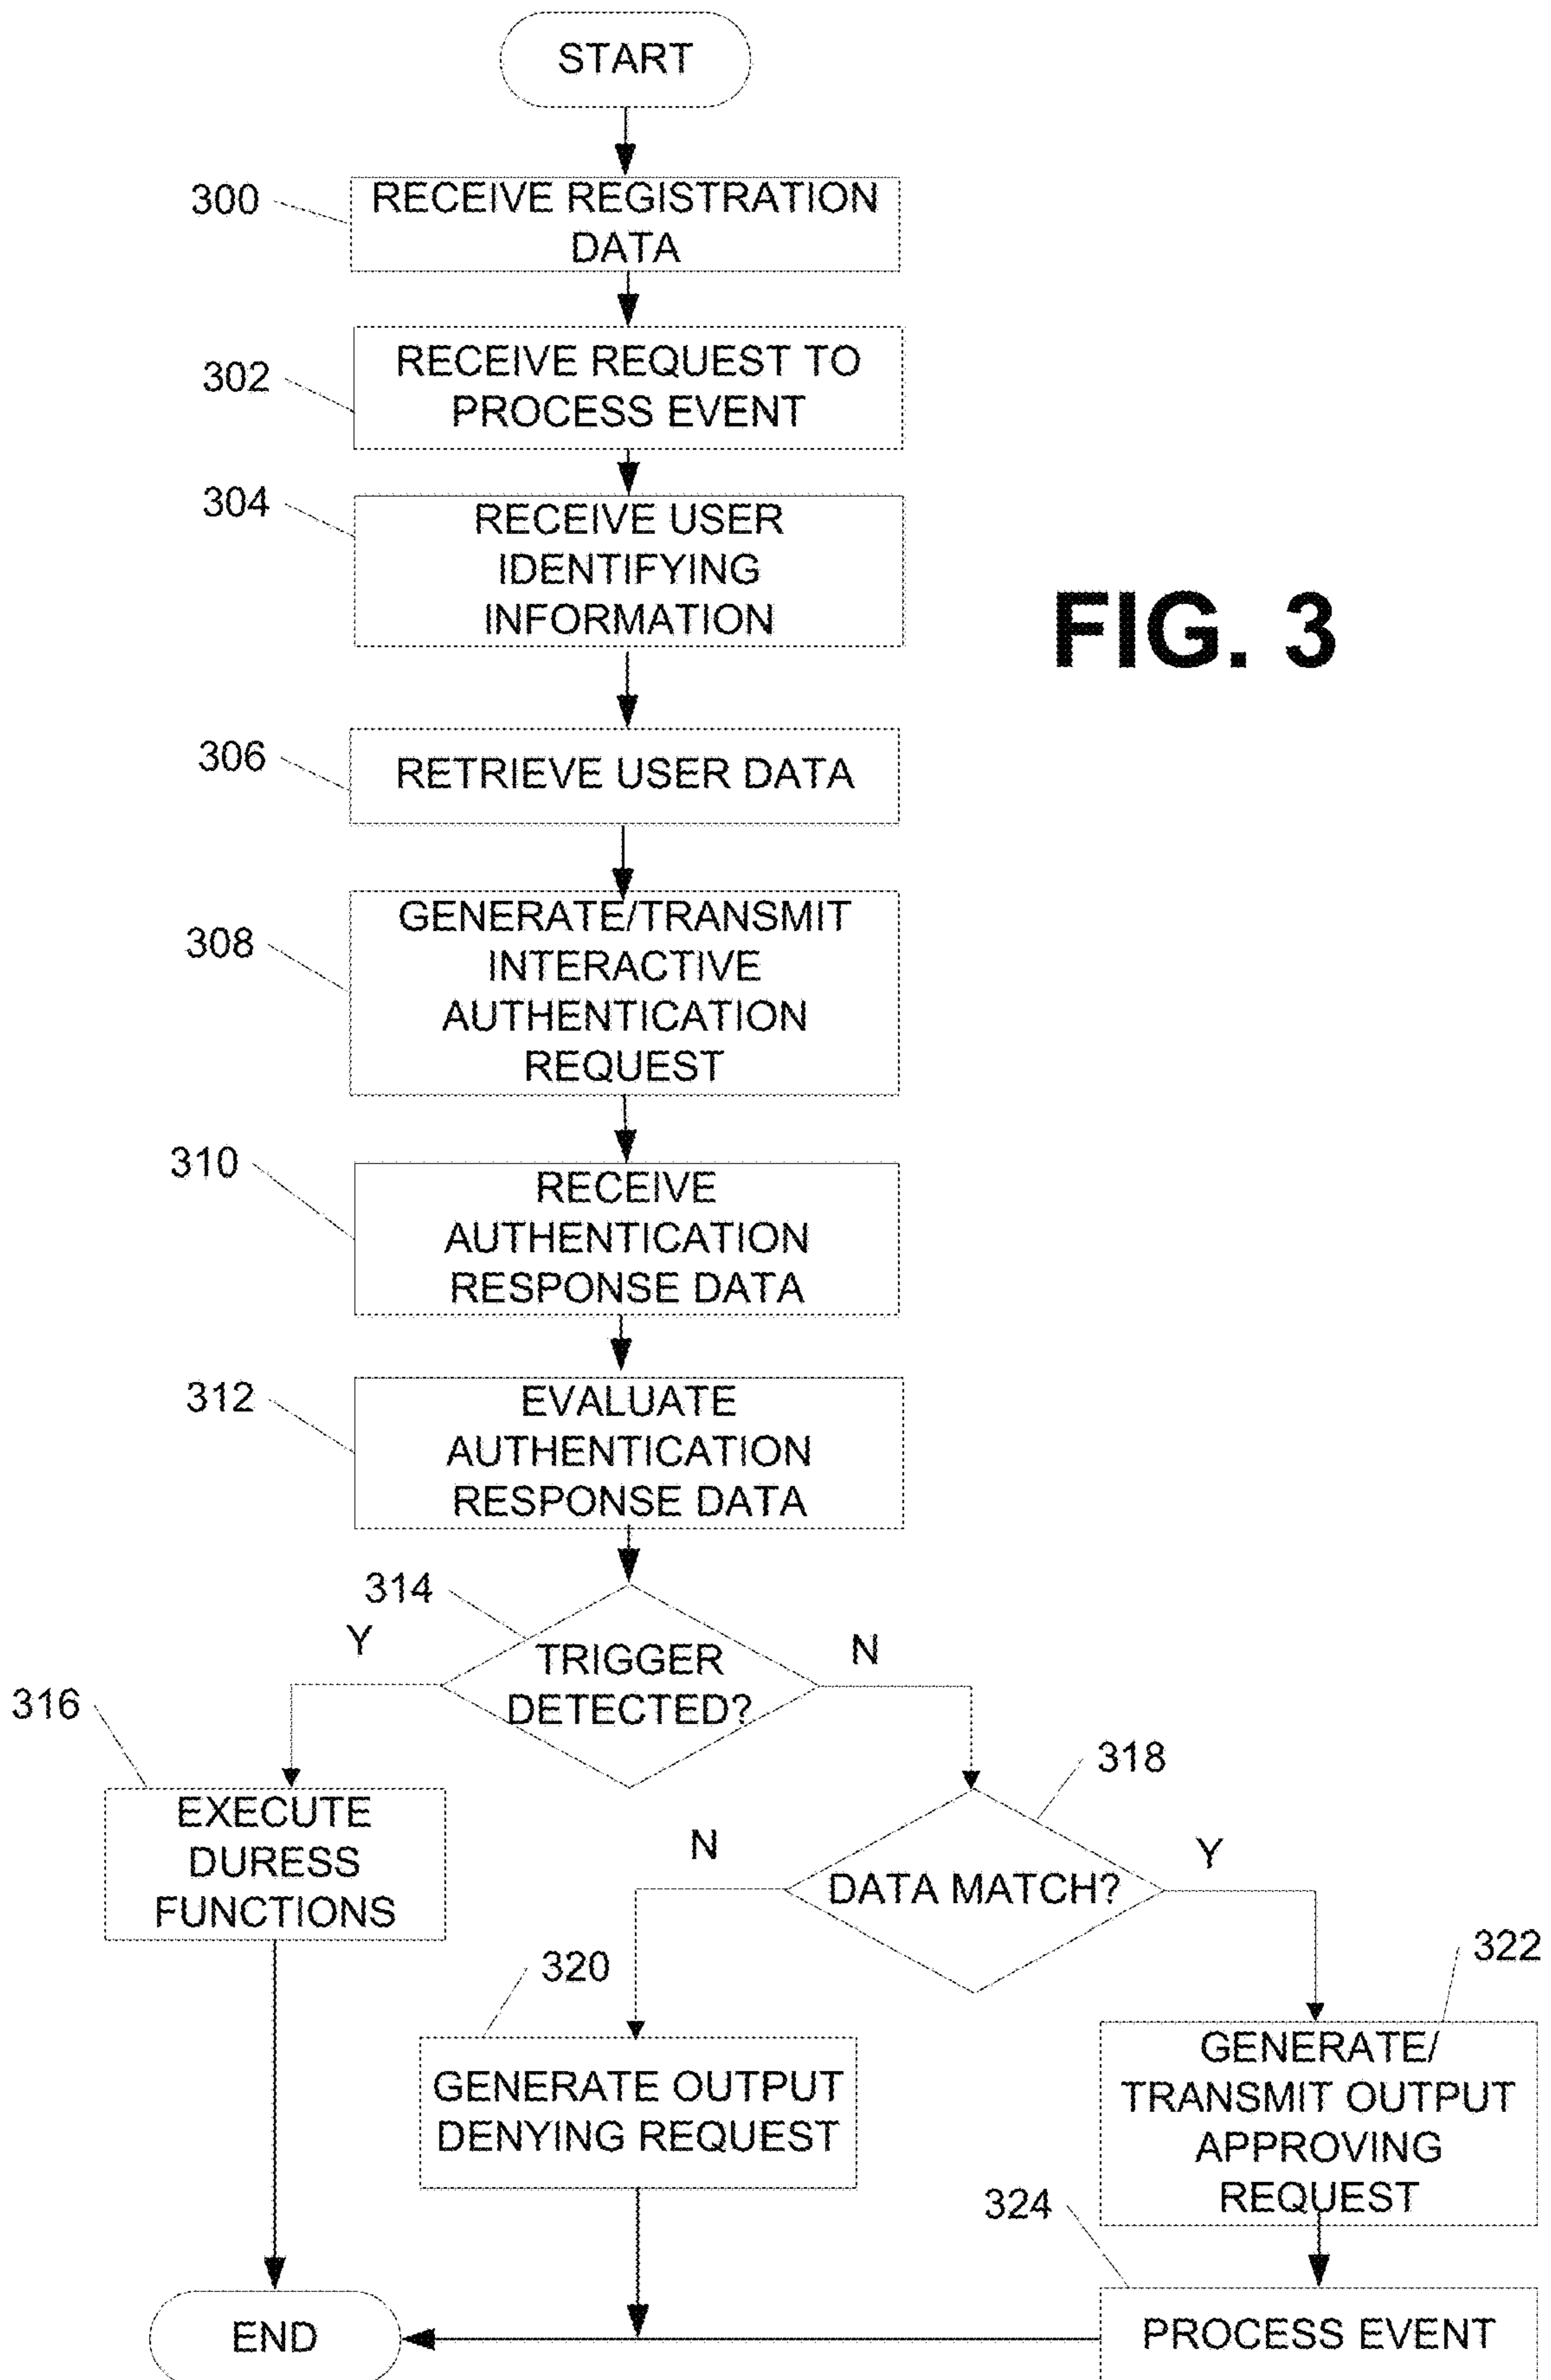 START
300
RECEIVE REGISTRATION
DATA
302
RECEIVE REQUEST TO
PROCESS EVENT
304
RECEIVE USER
IDENTIFYING
INFORMATION
FIG. 3
306
RETRIEVE USER DATA
308
GENERATE/TRANSMIT
INTERACTIVE
AUTHENTICATION
REQUEST
310
RECEIVE
AUTHENTICATION
RESPONSE DATA
312
EVALUATE
AUTHENTICATION
RESPONSE DATA
314
Y
TRIGGER
DETECTED?
N
316
EXECUTE
DURESS
FUNCTIONS
318
N
DATA MATCH?
Y
320
GENERATE OUTPUT
DENYING REQUEST
322
GENERATE/
TRANSMIT OUTPUT
APPROVING
REQUEST
324
PROCESS EVENT
END